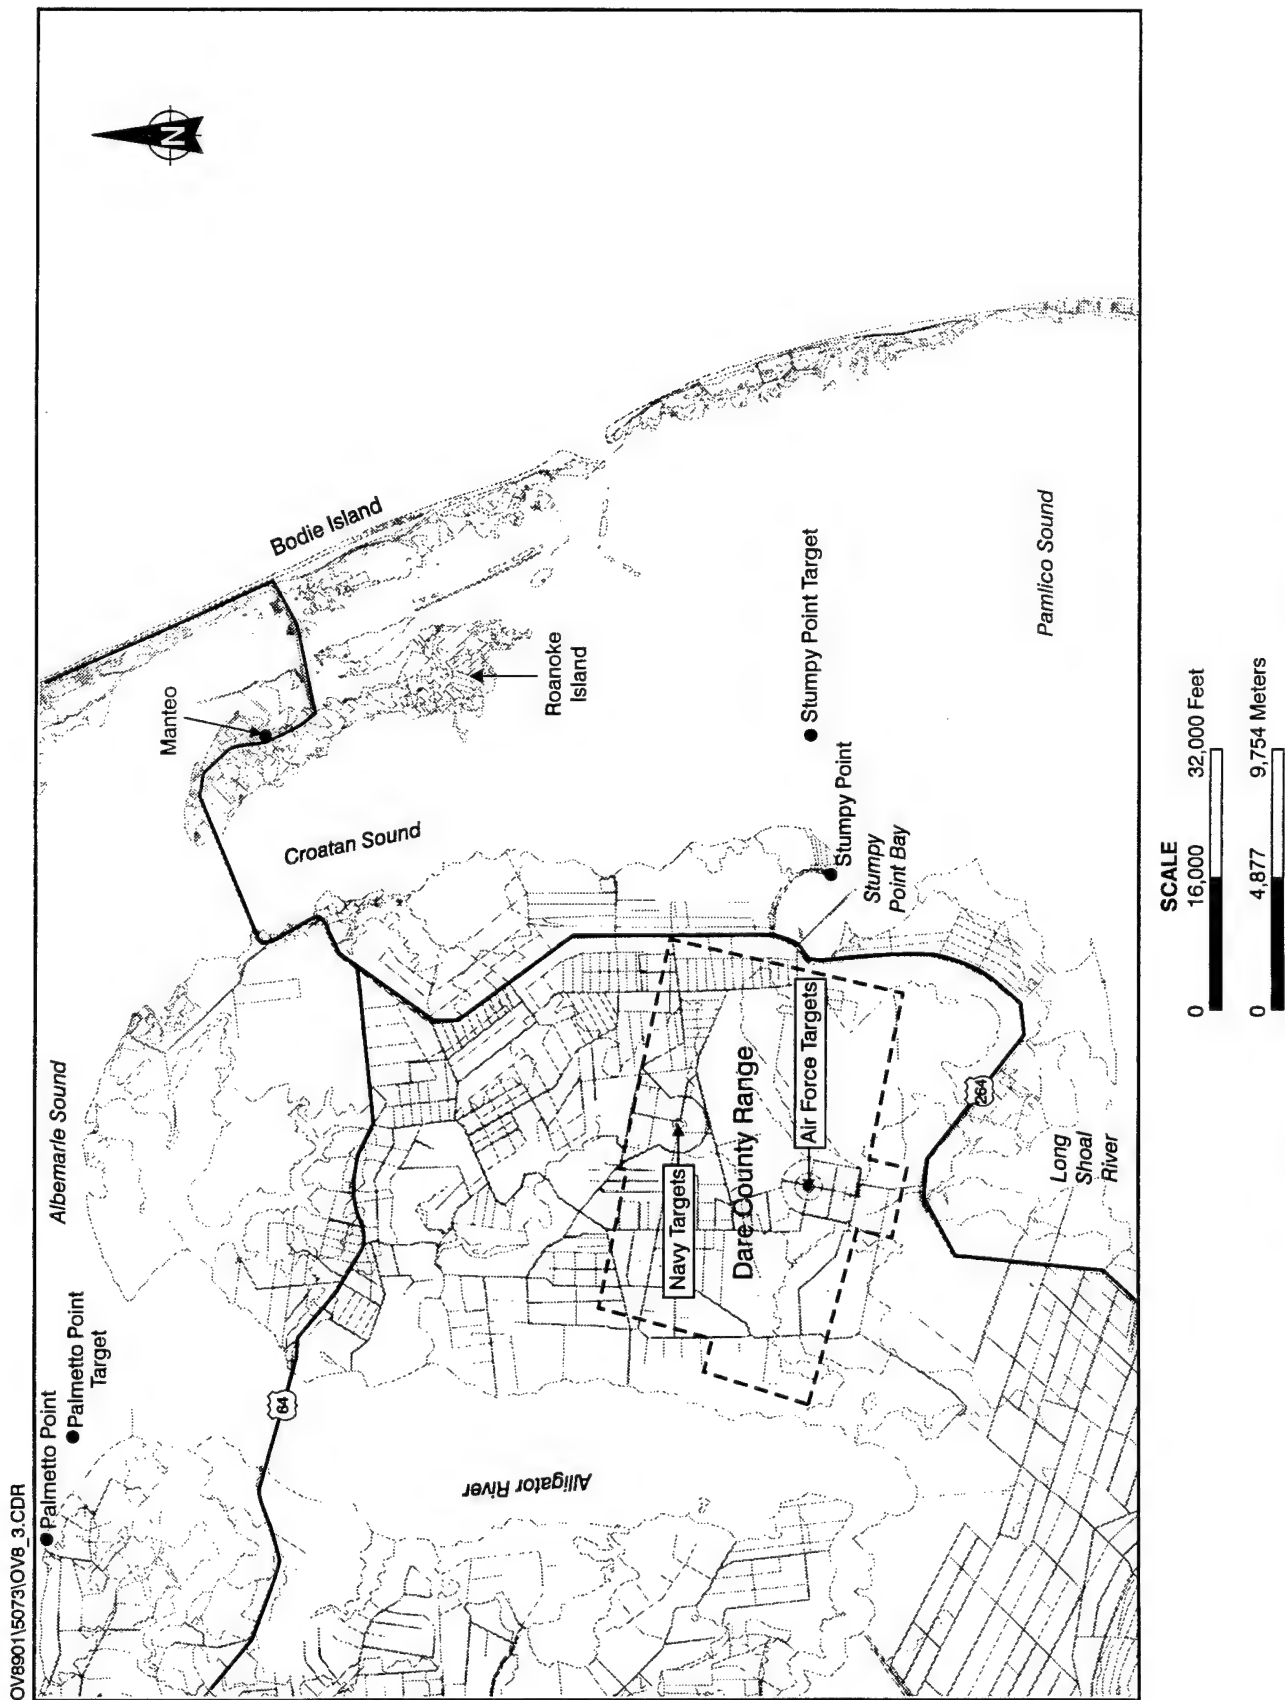 OV8901\5073\OV8_3.CDR
N
Palmetto Point
Palmetto Point
Target
Albemarle Sound
64
Manteo
Bodie Island
Croatan Sound
Roanoke
Island
Alligator River
Navy Targets
Dare County Range
Air Force Targets
Stumpy Point Target
Stumpy Point
Stumpy
Point Bay
Pamlico Sound
264
Long
Shoal
River
SCALE
0 16,000 32,000 Feet
0 4,877 9,754 Meters